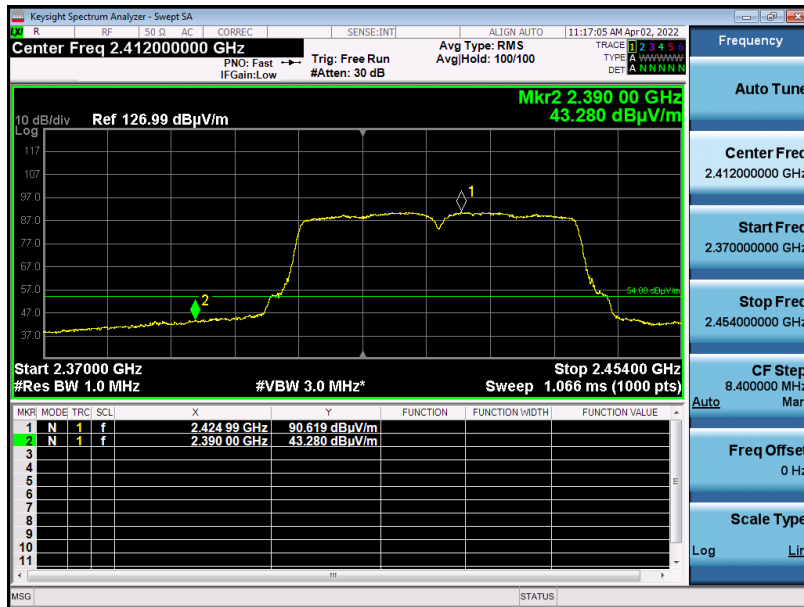 Keysight Spectrum Analyzer - Swept SA
LXI R RF 50 Ω AC CORREC SENSE:INT ALIGN AUTO 11:17:05 AM Apr 02, 2022
Center Freq 2.412000000 GHz
PNO: Fast
IFGain:Low
Trig: Free Run
#Atten: 30 dB
Avg Type: RMS
Avg|Hold: 100/100
TRACE 1 2 3 4 5 6
TYPE A WWWWW
DET A N N N N N
Mkr2 2.390 00 GHz
43.280 dBµV/m
10 dB/div Ref 126.99 dBµV/m
Log
117
107
97.0
87.0
77.0
67.0
57.0
47.0
37.0
1
2
54.00 dBµV/m
Start 2.37000 GHz Stop 2.45400 GHz
#Res BW 1.0 MHz #VBW 3.0 MHz* Sweep 1.066 ms (1000 pts)
MKR MODE TRC SCL X Y FUNCTION FUNCTION WIDTH FUNCTION VALUE
1 N 1 f 2.424 99 GHz 90.619 dBµV/m
2 N 1 f 2.390 00 GHz 43.280 dBµV/m
3
4
5
6
7
8
9
10
11
MSG STATUS
Frequency
Auto Tune
Center Freq
2.412000000 GHz
Start Freq
2.370000000 GHz
Stop Freq
2.454000000 GHz
CF Step
8.400000 MHz
Auto Man
Freq Offset
0 Hz
Scale Type
Log Lin